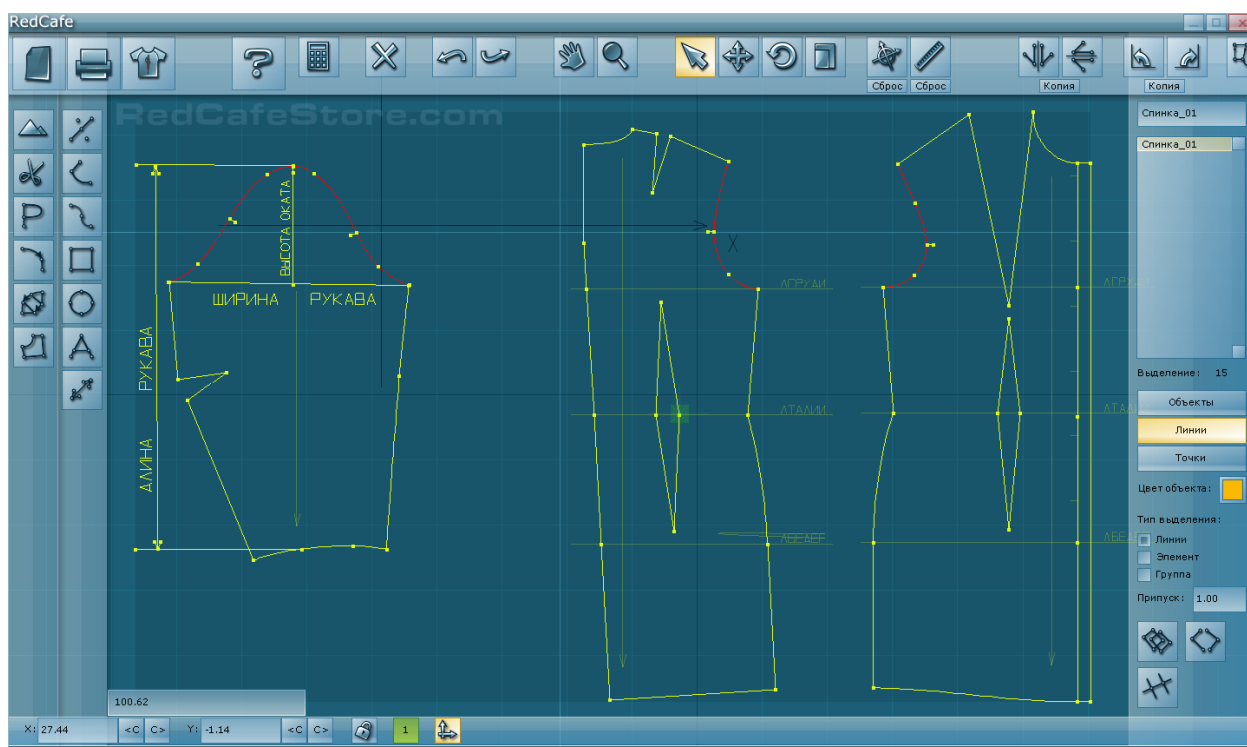 RedCafe
Сброс
Сброс
Копия
Копия
RedCafeStore.com
Спинка_01
Спинка_01
ВЫСОТА ОКАТА
ШИРИНА РУКАВА
ДЛИНА РУКАВА
ЛГРУДИ
ЛТАЛИИ
ЛБЕДЕР
Выделение: 15
Объекты
Линии
Точки
Цвет объекта:
Тип выделения:
Линии
Элемент
Группа
Припуск: 1.00
100.62
X: 27.44 <C C> Y: -1.14 <C C> 1